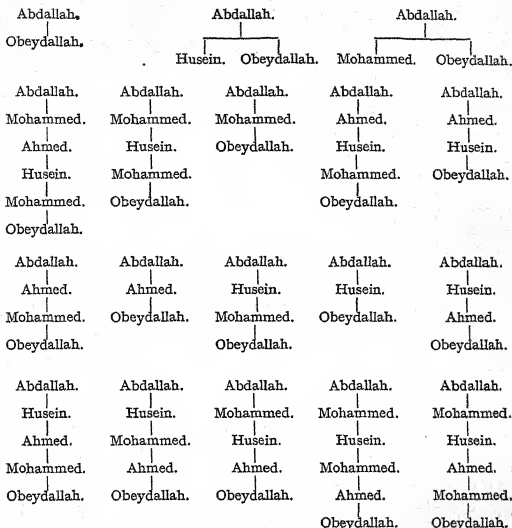 Abdallah. Abdallah. Abdallah.
Obeydallah.
Husein. Obeydallah. Mohammed. Obeydallah.
Abdallah. Abdallah. Abdallah. Abdallah. Abdallah.
Mohammed. Mohammed. Mohammed. Ahmed. Ahmed.
Ahmed. Husein. Obeydallah. Husein. Husein.
Husein. Mohammed. Mohammed. Obeydallah.
Mohammed. Obeydallah. Obeydallah.
Obeydallah.
Abdallah. Abdallah. Abdallah. Abdallah. Abdallah.
Ahmed. Ahmed. Husein. Husein. Husein.
Mohammed. Obeydallah. Mohammed. Obeydallah. Ahmed.
Obeydallah. Obeydallah. Obeydallah.
Abdallah. Abdallah. Abdallah. Abdallah. Abdallah.
Husein. Husein. Mohammed. Mohammed. Mohammed.
Ahmed. Mohammed. Husein. Husein. Husein.
Mohammed. Ahmed. Ahmed. Mohammed. Ahmed.
Obeydallah. Obeydallah. Obeydallah. Ahmed. Mohammed.
Obeydallah. Obeydallah.